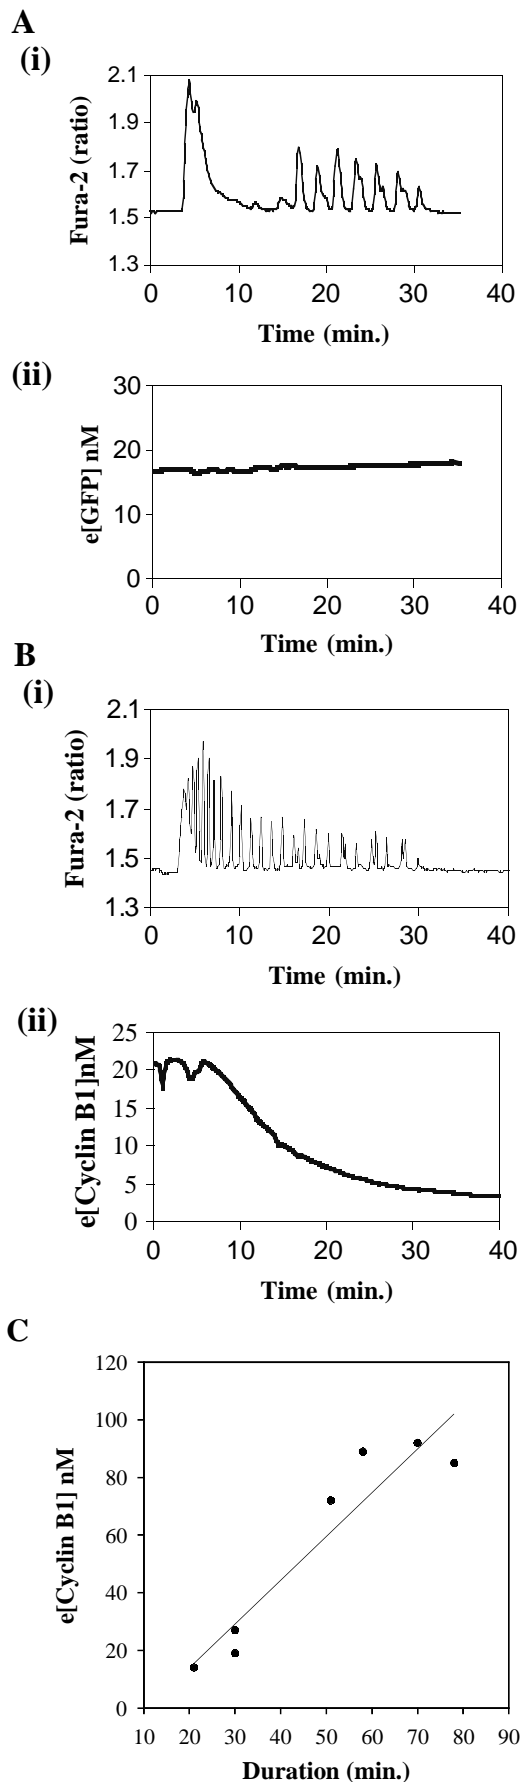 A
(i)
Fura-2 (ratio)
2.1
1.9
1.7
1.5
1.3
0 10 20 30 40
Time (min.)
(ii)
e[GFP] nM
30
20
10
0
0 10 20 30 40
Time (min.)
B
(i)
Fura-2 (ratio)
2.1
1.9
1.7
1.5
1.3
0 10 20 30 40
Time (min.)
(ii)
e[Cyclin B1]nM
25
20
15
10
5
0
0 10 20 30 40
Time (min.)
C
e[Cyclin B1] nM
120
100
80
60
40
20
0
10 20 30 40 50 60 70 80 90
Duration (min.)